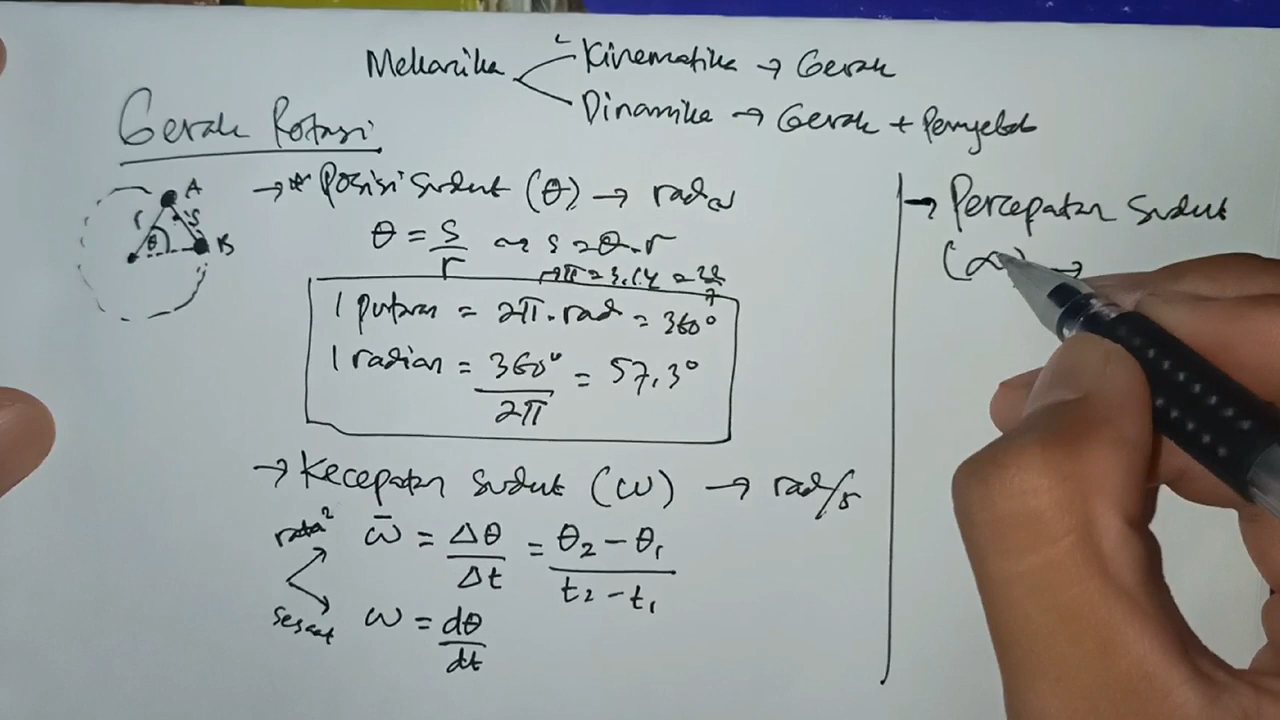 Mekanika
Kinematika → Gerak
Dinamika → Gerak + Penyebab
Gerak Rotasi
A
r
s
θ
B
→ * Posisi Sudut (θ) → rad
θ = s/r ~ s = θ.r
→ π = 3,14 = 22/7
1 putaran = 2π.rad = 360°
1 radian = 360°/2π = 57,3°
→ Kecepatan Sudut (ω) → rad/s
rata² ω̄ = Δθ/Δt = θ₂ - θ₁/t₂ - t₁
sesaat ω = dθ/dt
→ Percepatan Sudut
(α) →